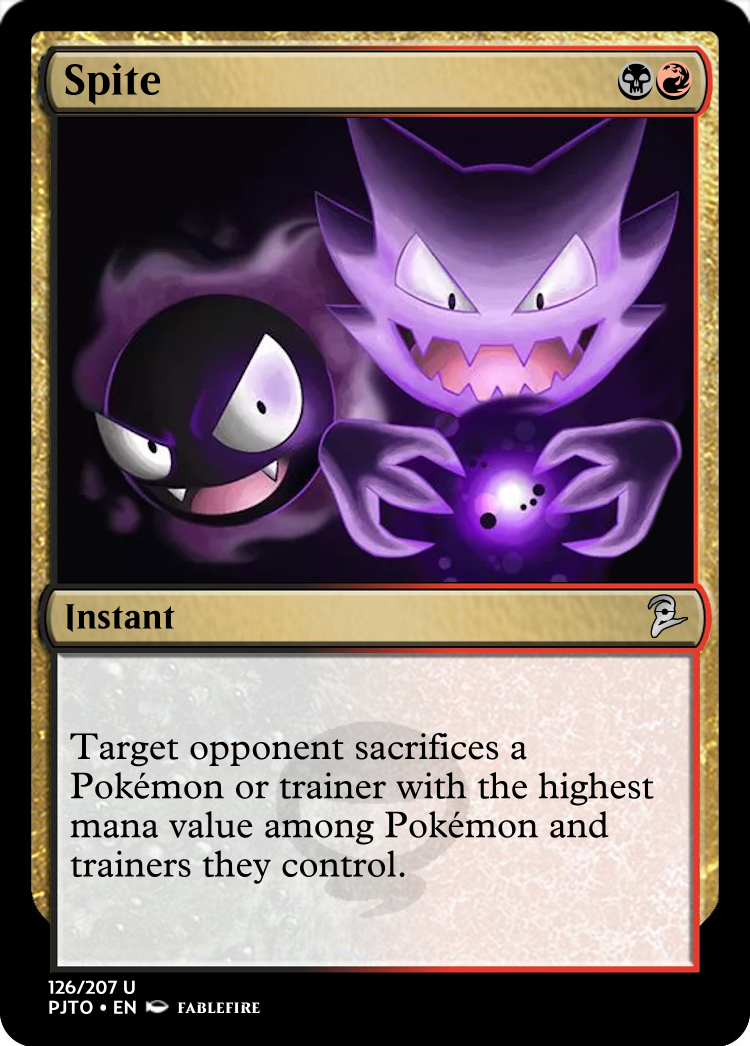 Spite
Instant
Target opponent sacrifices a
Pokémon or trainer with the highest
mana value among Pokémon and
trainers they control.
126/207 U
PJTO • EN FABLEFIRE